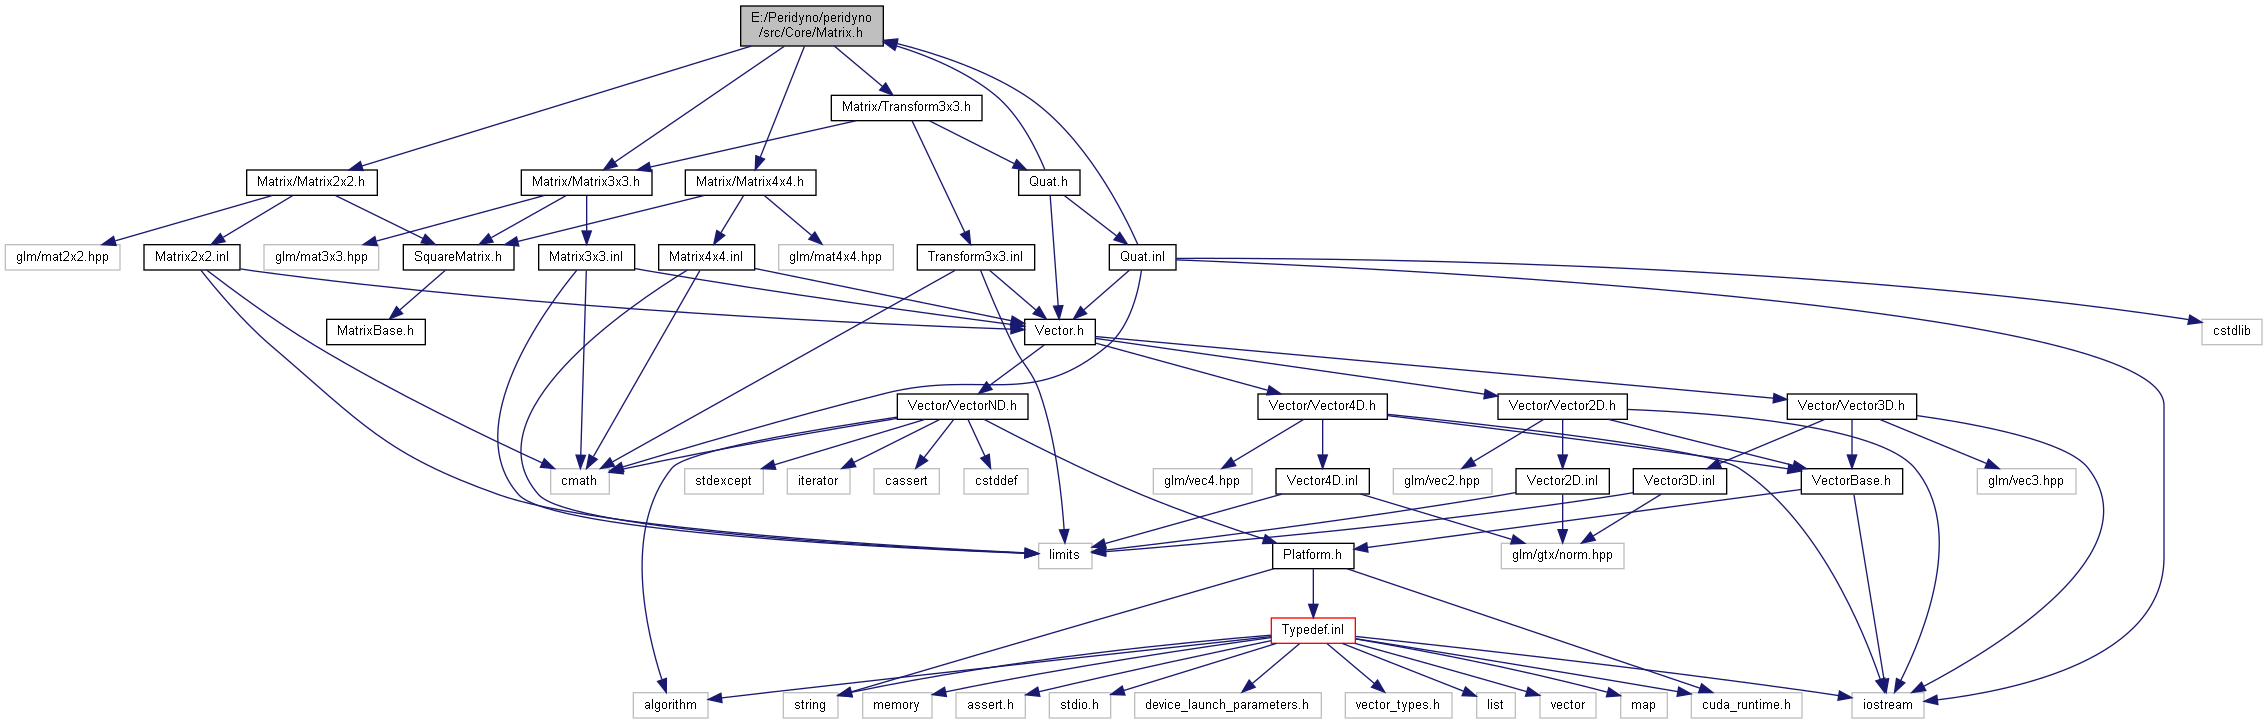 E:/Peridyno/peridyno
/src/Core/Matrix.h
Matrix/Transform3x3.h
Matrix/Matrix2x2.h
Matrix/Matrix3x3.h
Matrix/Matrix4x4.h
Quat.h
glm/mat2x2.hpp
Matrix2x2.inl
glm/mat3x3.hpp
SquareMatrix.h
Matrix3x3.inl
Matrix4x4.inl
glm/mat4x4.hpp
Transform3x3.inl
Quat.inl
MatrixBase.h
Vector.h
cstdlib
Vector/VectorND.h
Vector/Vector4D.h
Vector/Vector2D.h
Vector/Vector3D.h
cmath
stdexcept
iterator
cassert
cstddef
glm/vec4.hpp
Vector4D.inl
glm/vec2.hpp
Vector2D.inl
Vector3D.inl
VectorBase.h
glm/vec3.hpp
limits
Platform.h
glm/gtx/norm.hpp
Typedef.inl
algorithm
string
memory
assert.h
stdio.h
device_launch_parameters.h
vector_types.h
list
vector
map
cuda_runtime.h
iostream